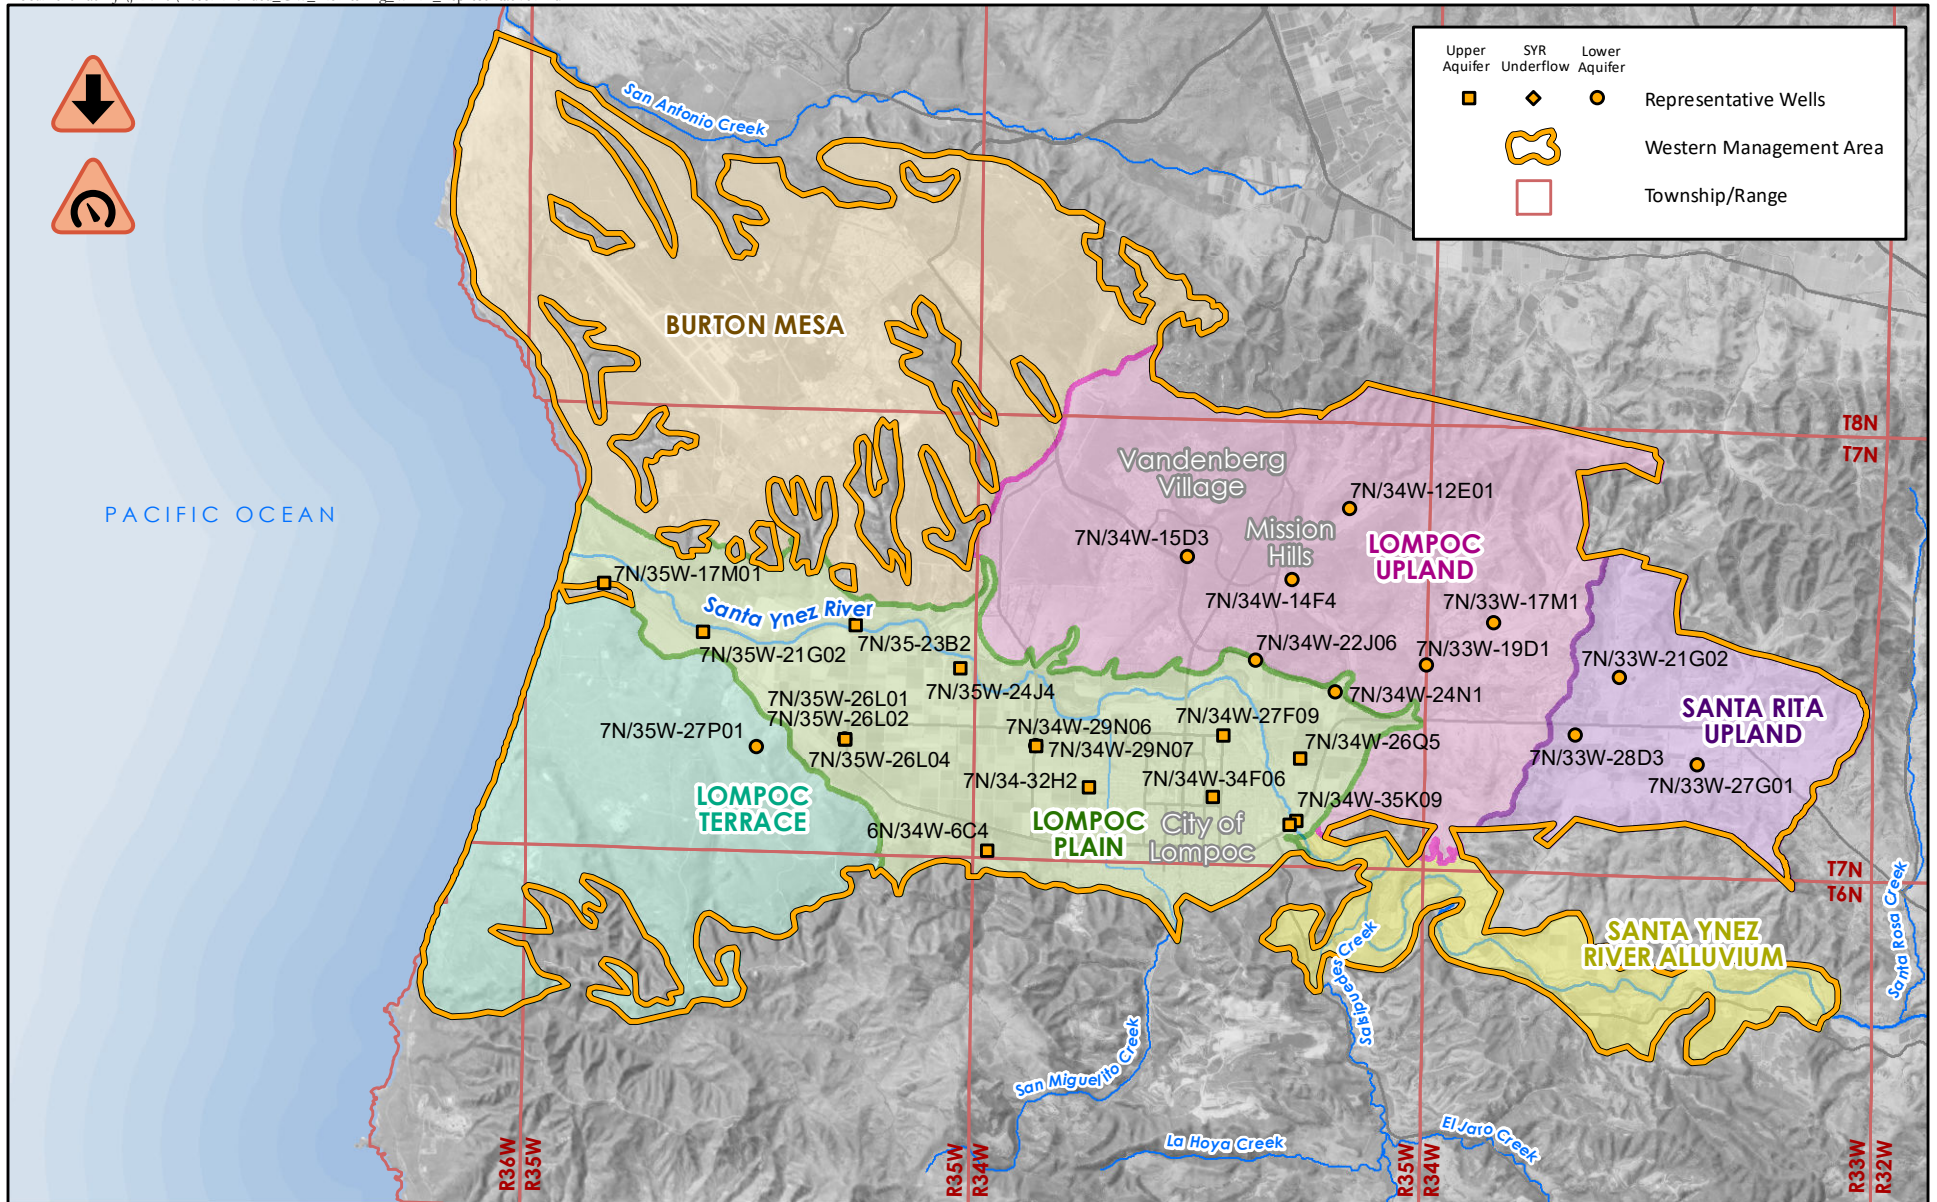 Upper
Aquifer
SYR
Underflow
Lower
Aquifer
Representative Wells
Western Management Area
Township/Range
San Antonio Creek
BURTON MESA
T8N
T7N
PACIFIC OCEAN
Vandenberg
Village
7N/34W-12E01
7N/34W-15D3
Mission
Hills
LOMPOC
UPLAND
7N/35W-17M01
7N/34W-14F4
7N/33W-17M1
Santa Ynez River
7N/35-23B2
7N/35W-21G02
7N/34W-22J06
7N/33W-19D1
7N/33W-21G02
7N/35W-24J4
7N/34W-24N1
7N/35W-26L01
7N/35W-26L02
7N/35W-26L04
7N/35W-27P01
7N/34W-29N06
7N/34W-29N07
7N/34W-27F09
7N/34W-26Q5
SANTA RITA
UPLAND
7N/33W-28D3
7N/33W-27G01
7N/34-32H2
7N/34W-34F06
7N/34W-35K09
LOMPOC
TERRACE
6N/34W-6C4
LOMPOC
PLAIN
City of
Lompoc
T7N
T6N
SANTA YNEZ
RIVER ALLUVIUM
Santa Rosa Creek
Salsipuedes Creek
San Miguelito Creek
La Hoya Creek
El Jaro Creek
R36W
R35W
R35W
R34W
R35W
R34W
R33W
R32W